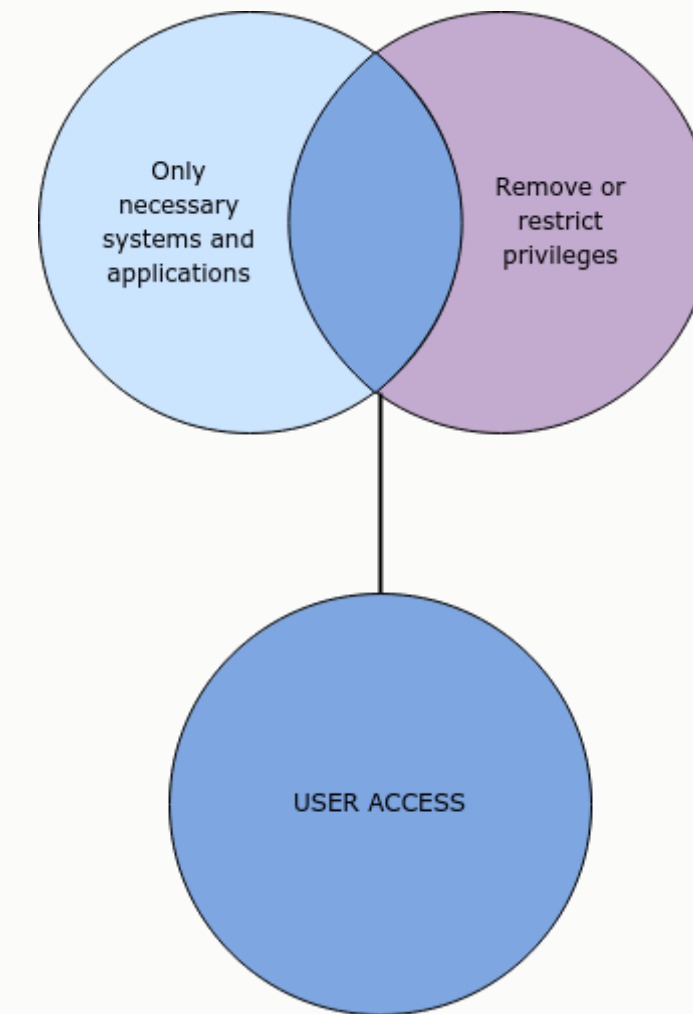 Only
necessary
systems and
applications
Remove or
restrict
privileges
USER ACCESS